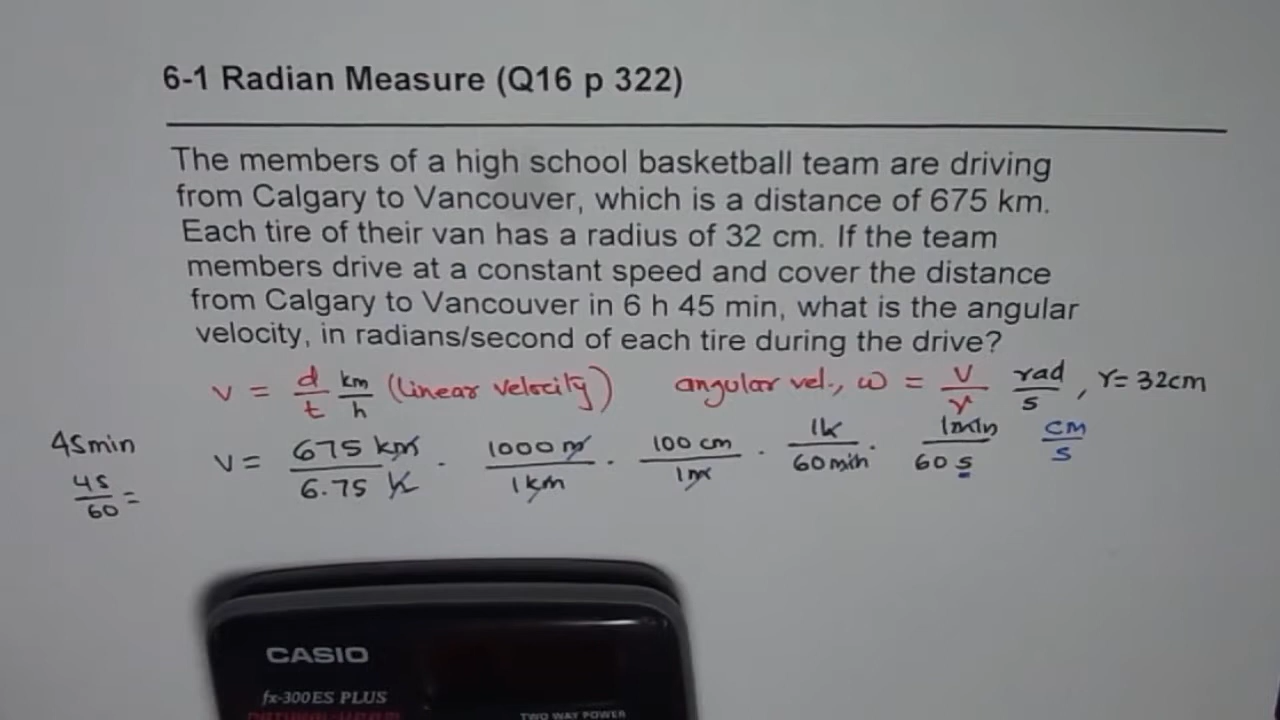 6-1 Radian Measure (Q16 p 322)
The members of a high school basketball team are driving
from Calgary to Vancouver, which is a distance of 675 km.
Each tire of their van has a radius of 32 cm. If the team
members drive at a constant speed and cover the distance
from Calgary to Vancouver in 6 h 45 min, what is the angular
velocity, in radians/second of each tire during the drive?
v = d/t km/h (linear velocity) angular vel., ω = v/r rad/s, r = 32cm
45min
45/60 =
v = 675 km/6.75 h · 1000 m/1 km · 100 cm/1 m · 1h/60 min · 1min/60 s cm/s
CASIO
fx-300ES PLUS
NATURAL-V.P.A.M.
TWO WAY POWER